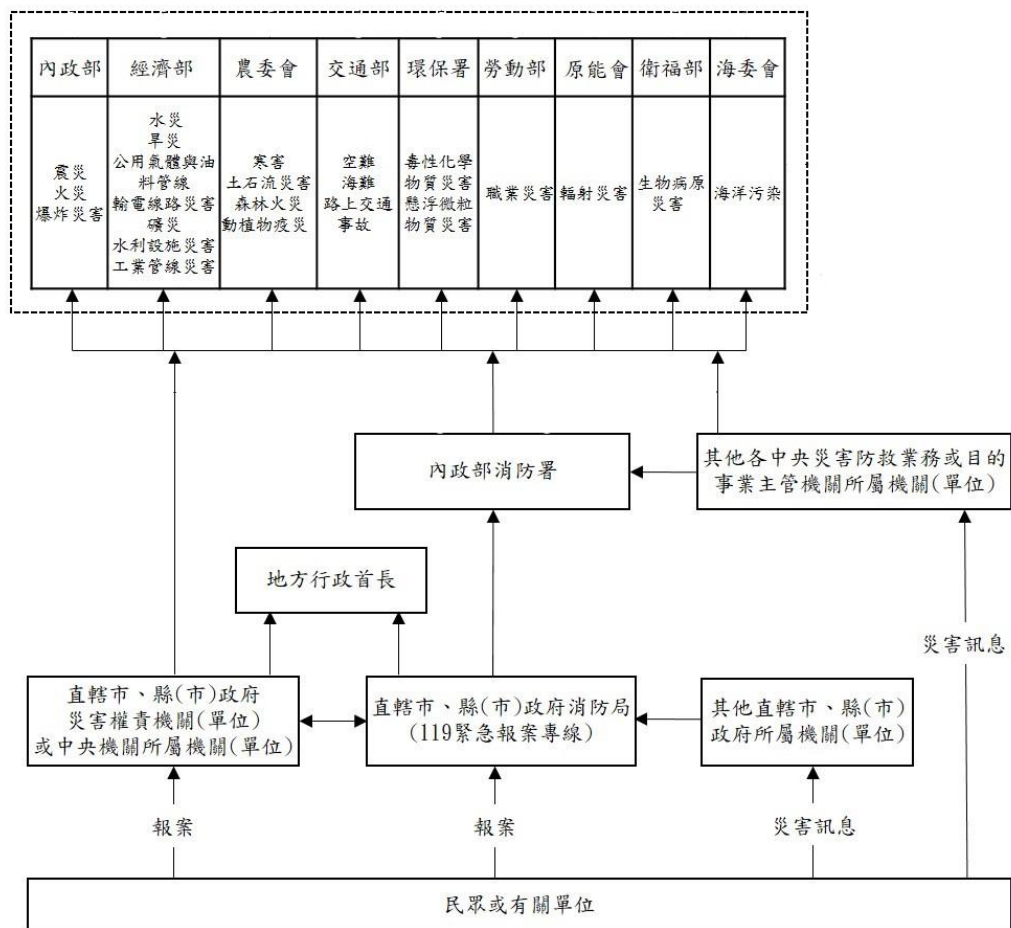 內政部
經濟部
農委會
交通部
環保署
勞動部
原能會
衛福部
海委會
震災
火災
爆炸災害
水災
旱災
公用氣體與油
料管線
輸電線路災害
礦災
水利設施災害
工業管線災害
寒害
土石流災害
森林火災
動植物疫災
空難
海難
路上交通
事故
毒性化學
物質災害
懸浮微粒
物質災害
職業災害
輻射災害
生物病原
災害
海洋污染
內政部消防署
其他各中央災害防救業務或目的
事業主管機關所屬機關(單位)
地方行政首長
災害訊息
直轄市、縣(市)政府
災害權責機關(單位)
或中央機關所屬機關(單位)
直轄市、縣(市)政府消防局
(119緊急報案專線)
其他直轄市、縣(市)
政府所屬機關(單位)
報案
報案
災害訊息
民眾或有關單位